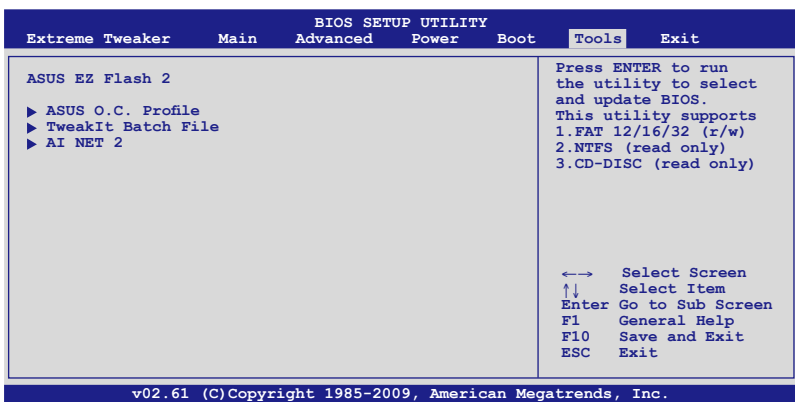 BIOS SETUP UTILITY
Extreme Tweaker Main Advanced Power Boot Tools Exit
ASUS EZ Flash 2
ASUS O.C. Profile
TweakIt Batch File
AI NET 2
Press ENTER to run
the utility to select
and update BIOS.
This utility supports
1.FAT 12/16/32 (r/w)
2.NTFS (read only)
3.CD-DISC (read only)
←→ Select Screen
↑↓ Select Item
Enter Go to Sub Screen
F1 General Help
F10 Save and Exit
ESC Exit
v02.61 (C)Copyright 1985-2009, American Megatrends, Inc.